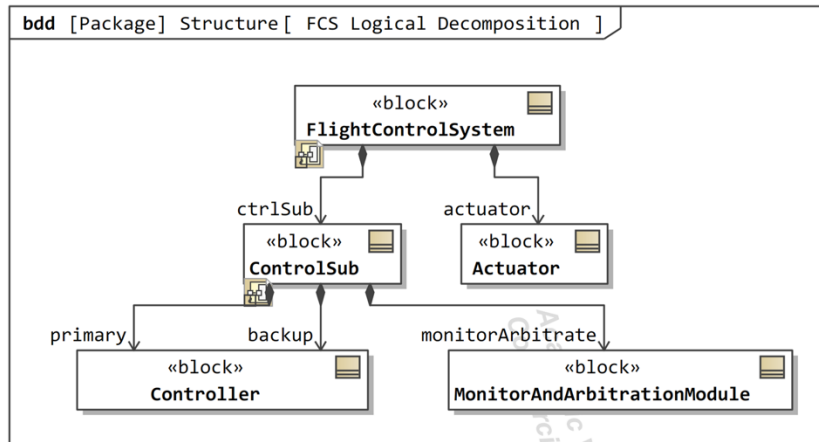 bdd [Package] Structure [ FCS Logical Decomposition ]
«block»
FlightControlSystem
ctrlSub
actuator
«block»
ControlSub
«block»
Actuator
primary
backup
monitorArbitrate
«block»
Controller
«block»
MonitorAndArbitrationModule